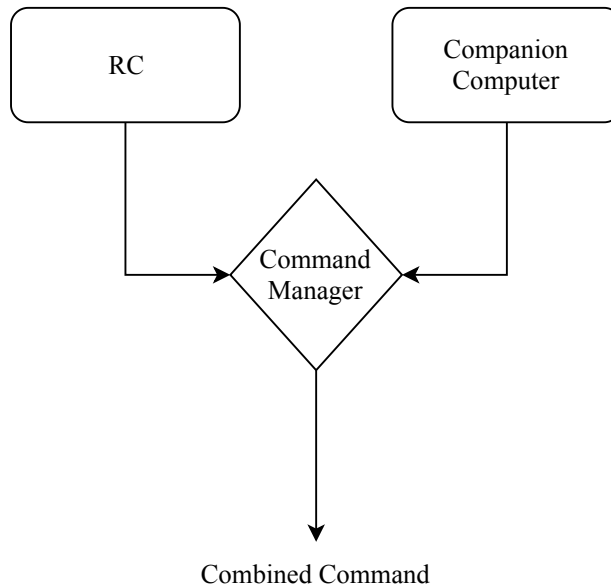 RC
Companion
Computer
Command
Manager
Combined Command